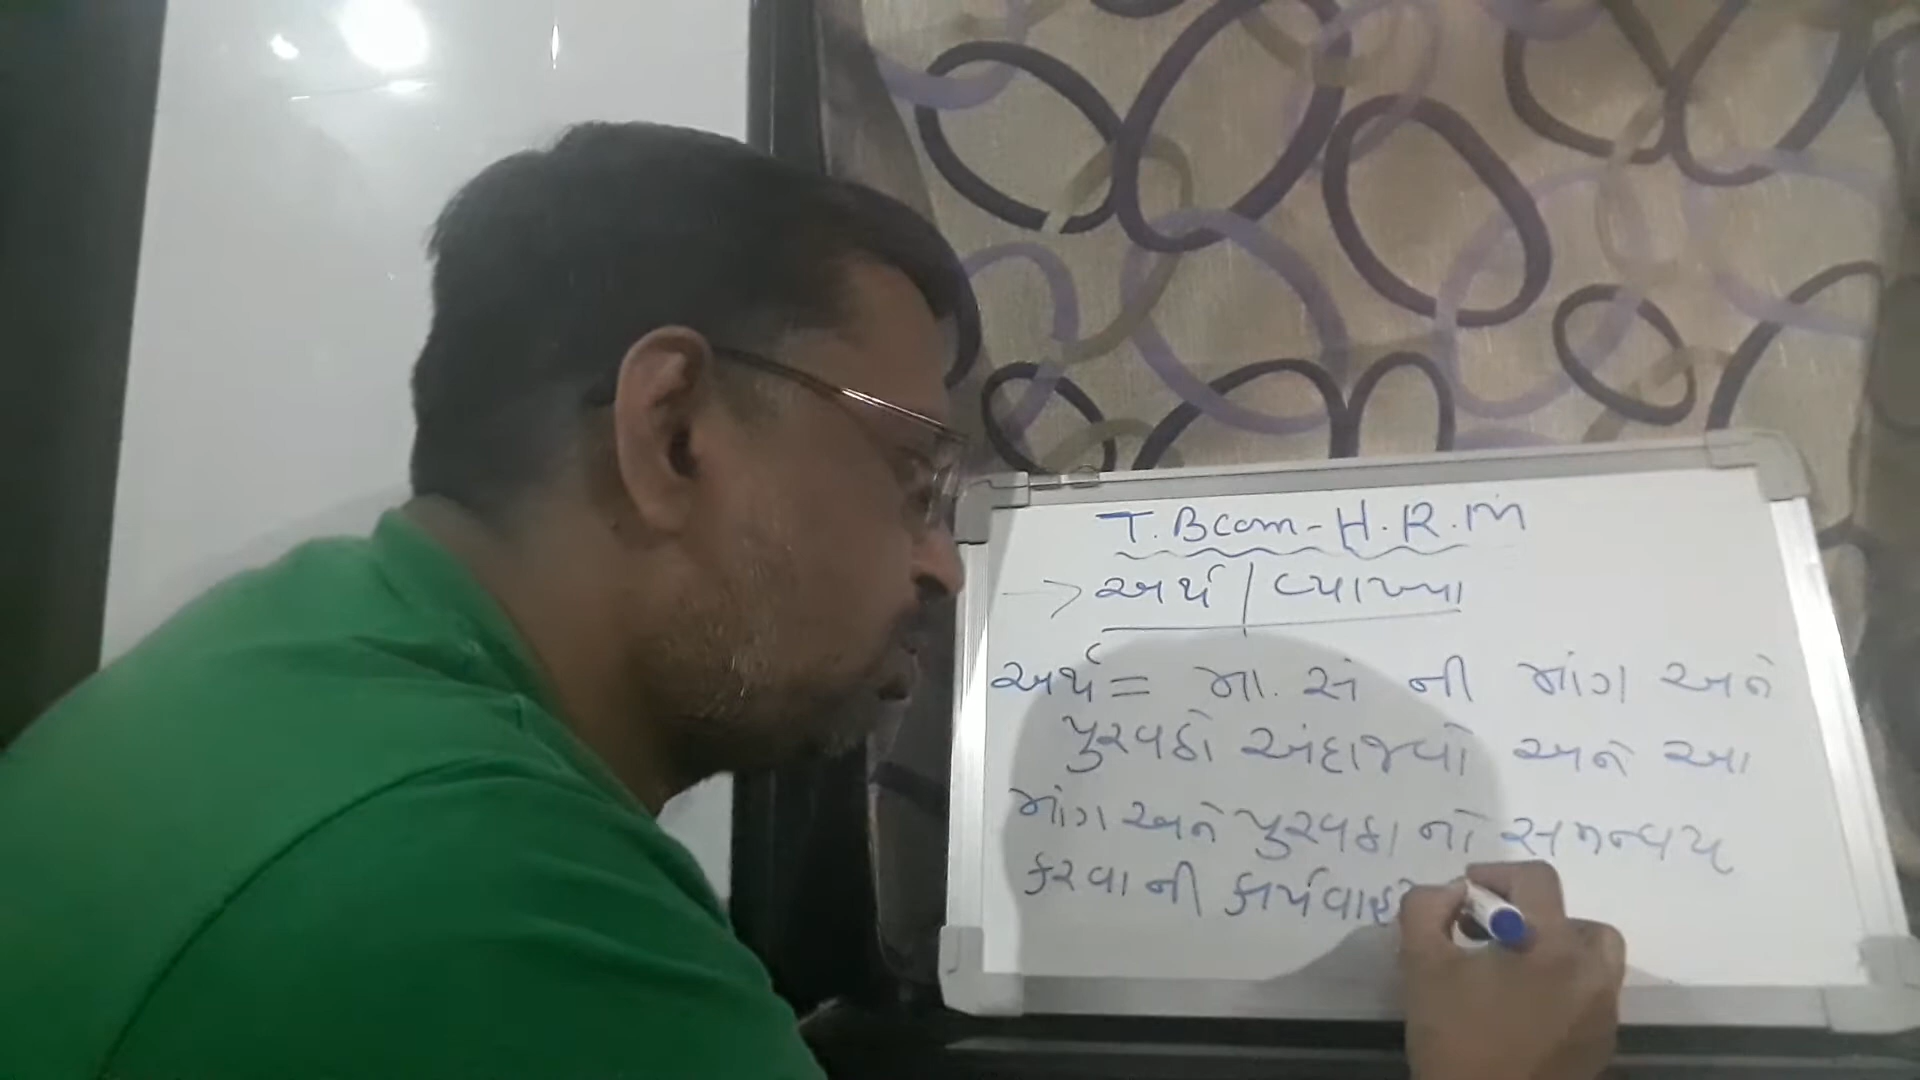 T. Bcom - H.R.M
→ અર્થ | વ્યાખ્યા
અર્થ = મા. સં ની માંગ અને
પુરવઠો અંદાજવો અને આ
માંગ અને પુરવઠા નો સમન્વય
કરવા ની કાર્યવાહ